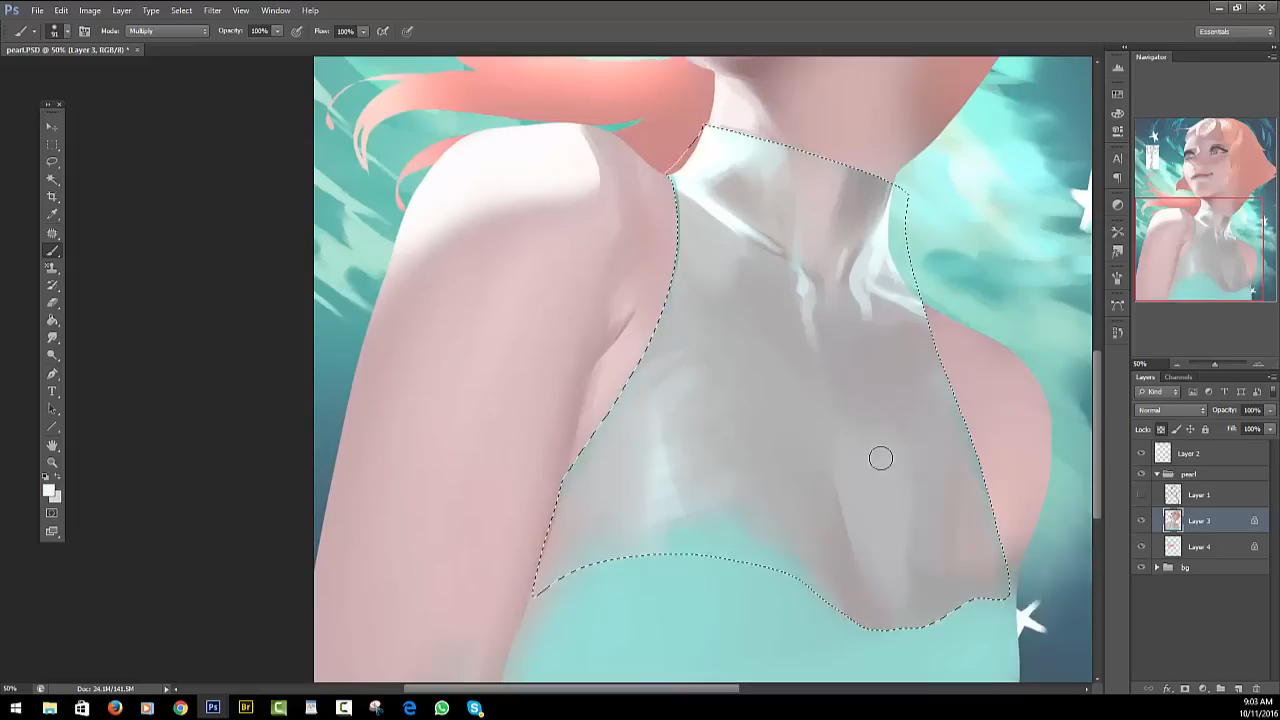 Ps File Edit Image Layer Type Select Filter 3D View Window Help
91 Mode: Multiply Opacity: 100% Flow: 100% Essentials
pearl.PSD @ 50% (Layer 3, RGB/8) * ×
Navigator
50%
Layers Channels
Kind
Normal Opacity: 100%
Lock: Fill: 100%
Layer 2
pearl
Layer 1
Layer 3
Layer 4
bg
50% Doc: 24.1M/141.5M
9:03 AM
10/11/2016